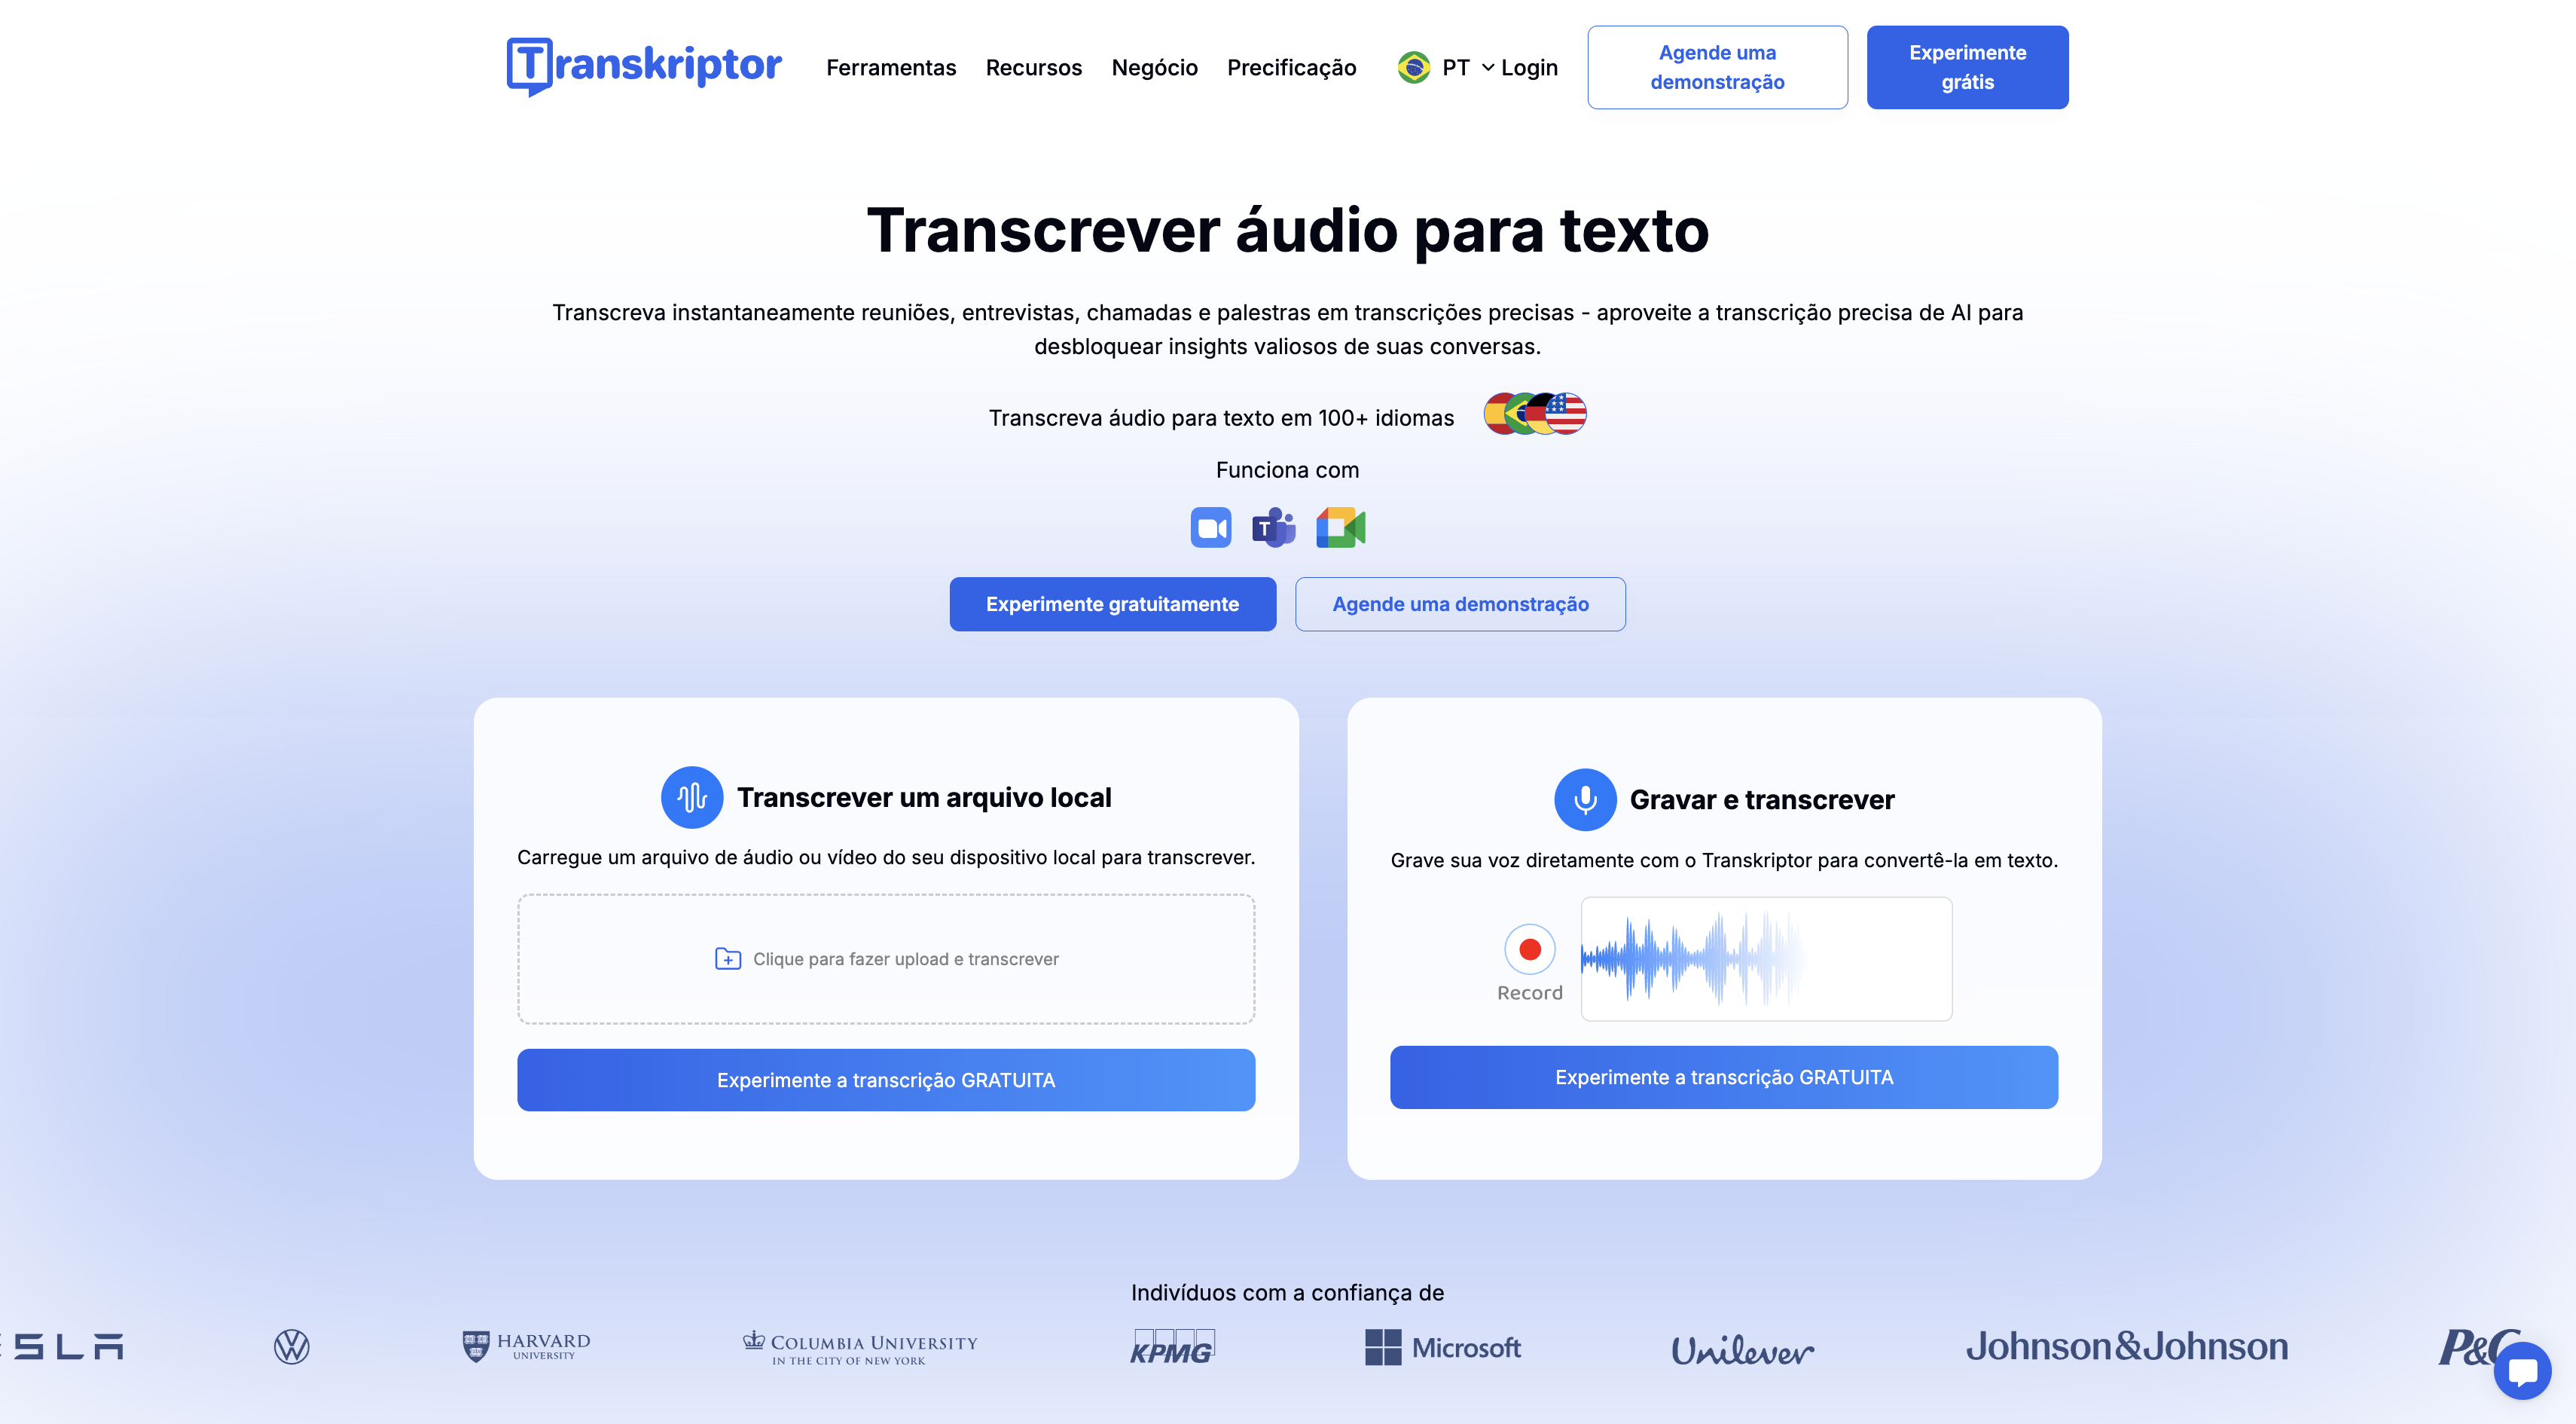 Transkriptor
Ferramentas Recursos Negócio Precificação PT Login
Agende uma
demonstração
Experimente
grátis
Transcrever áudio para texto
Transcreva instantaneamente reuniões, entrevistas, chamadas e palestras em transcrições precisas - aproveite a transcrição precisa de AI para
desbloquear insights valiosos de suas conversas.
Transcreva áudio para texto em 100+ idiomas
Funciona com
T
Experimente gratuitamente
Agende uma demonstração
Transcrever um arquivo local
Carregue um arquivo de áudio ou vídeo do seu dispositivo local para transcrever.
Clique para fazer upload e transcrever
Experimente a transcrição GRATUITA
Gravar e transcrever
Grave sua voz diretamente com o Transkriptor para convertê-la em texto.
Record
Experimente a transcrição GRATUITA
Indivíduos com a confiança de
SLA
VW
HARVARD
UNIVERSITY
COLUMBIA UNIVERSITY
IN THE CITY OF NEW YORK
KPMG
Microsoft
Unilever
Johnson&Johnson
P&G